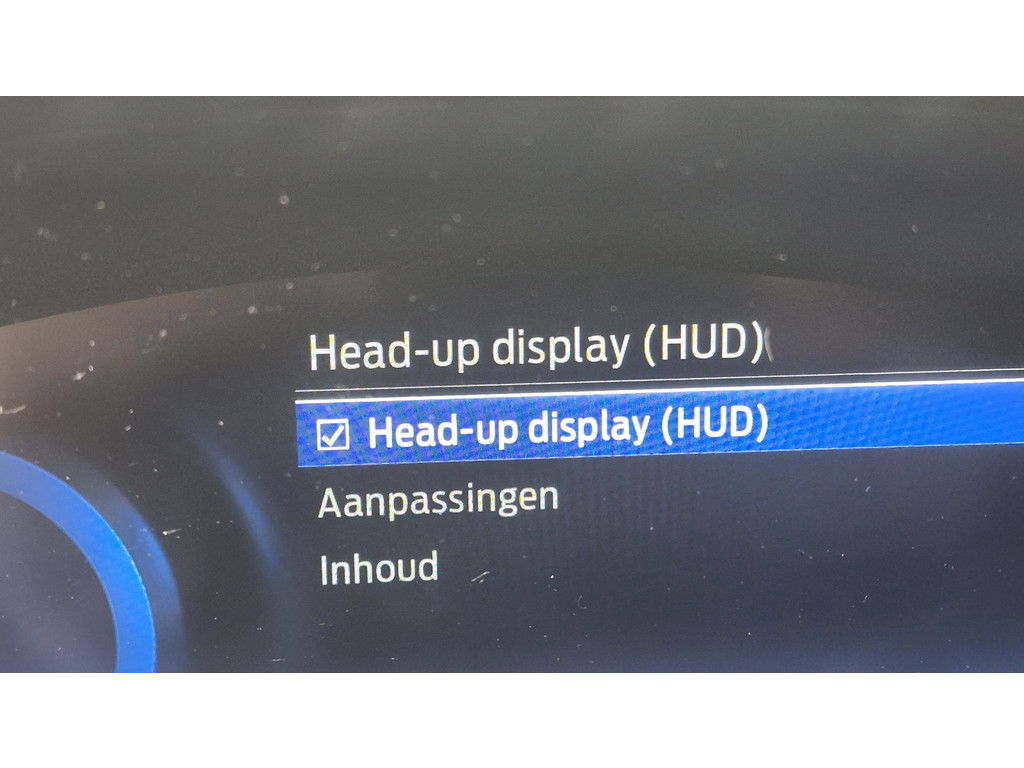 Head-up display (HUD)
Head-up display (HUD)
Aanpassingen
Inhoud